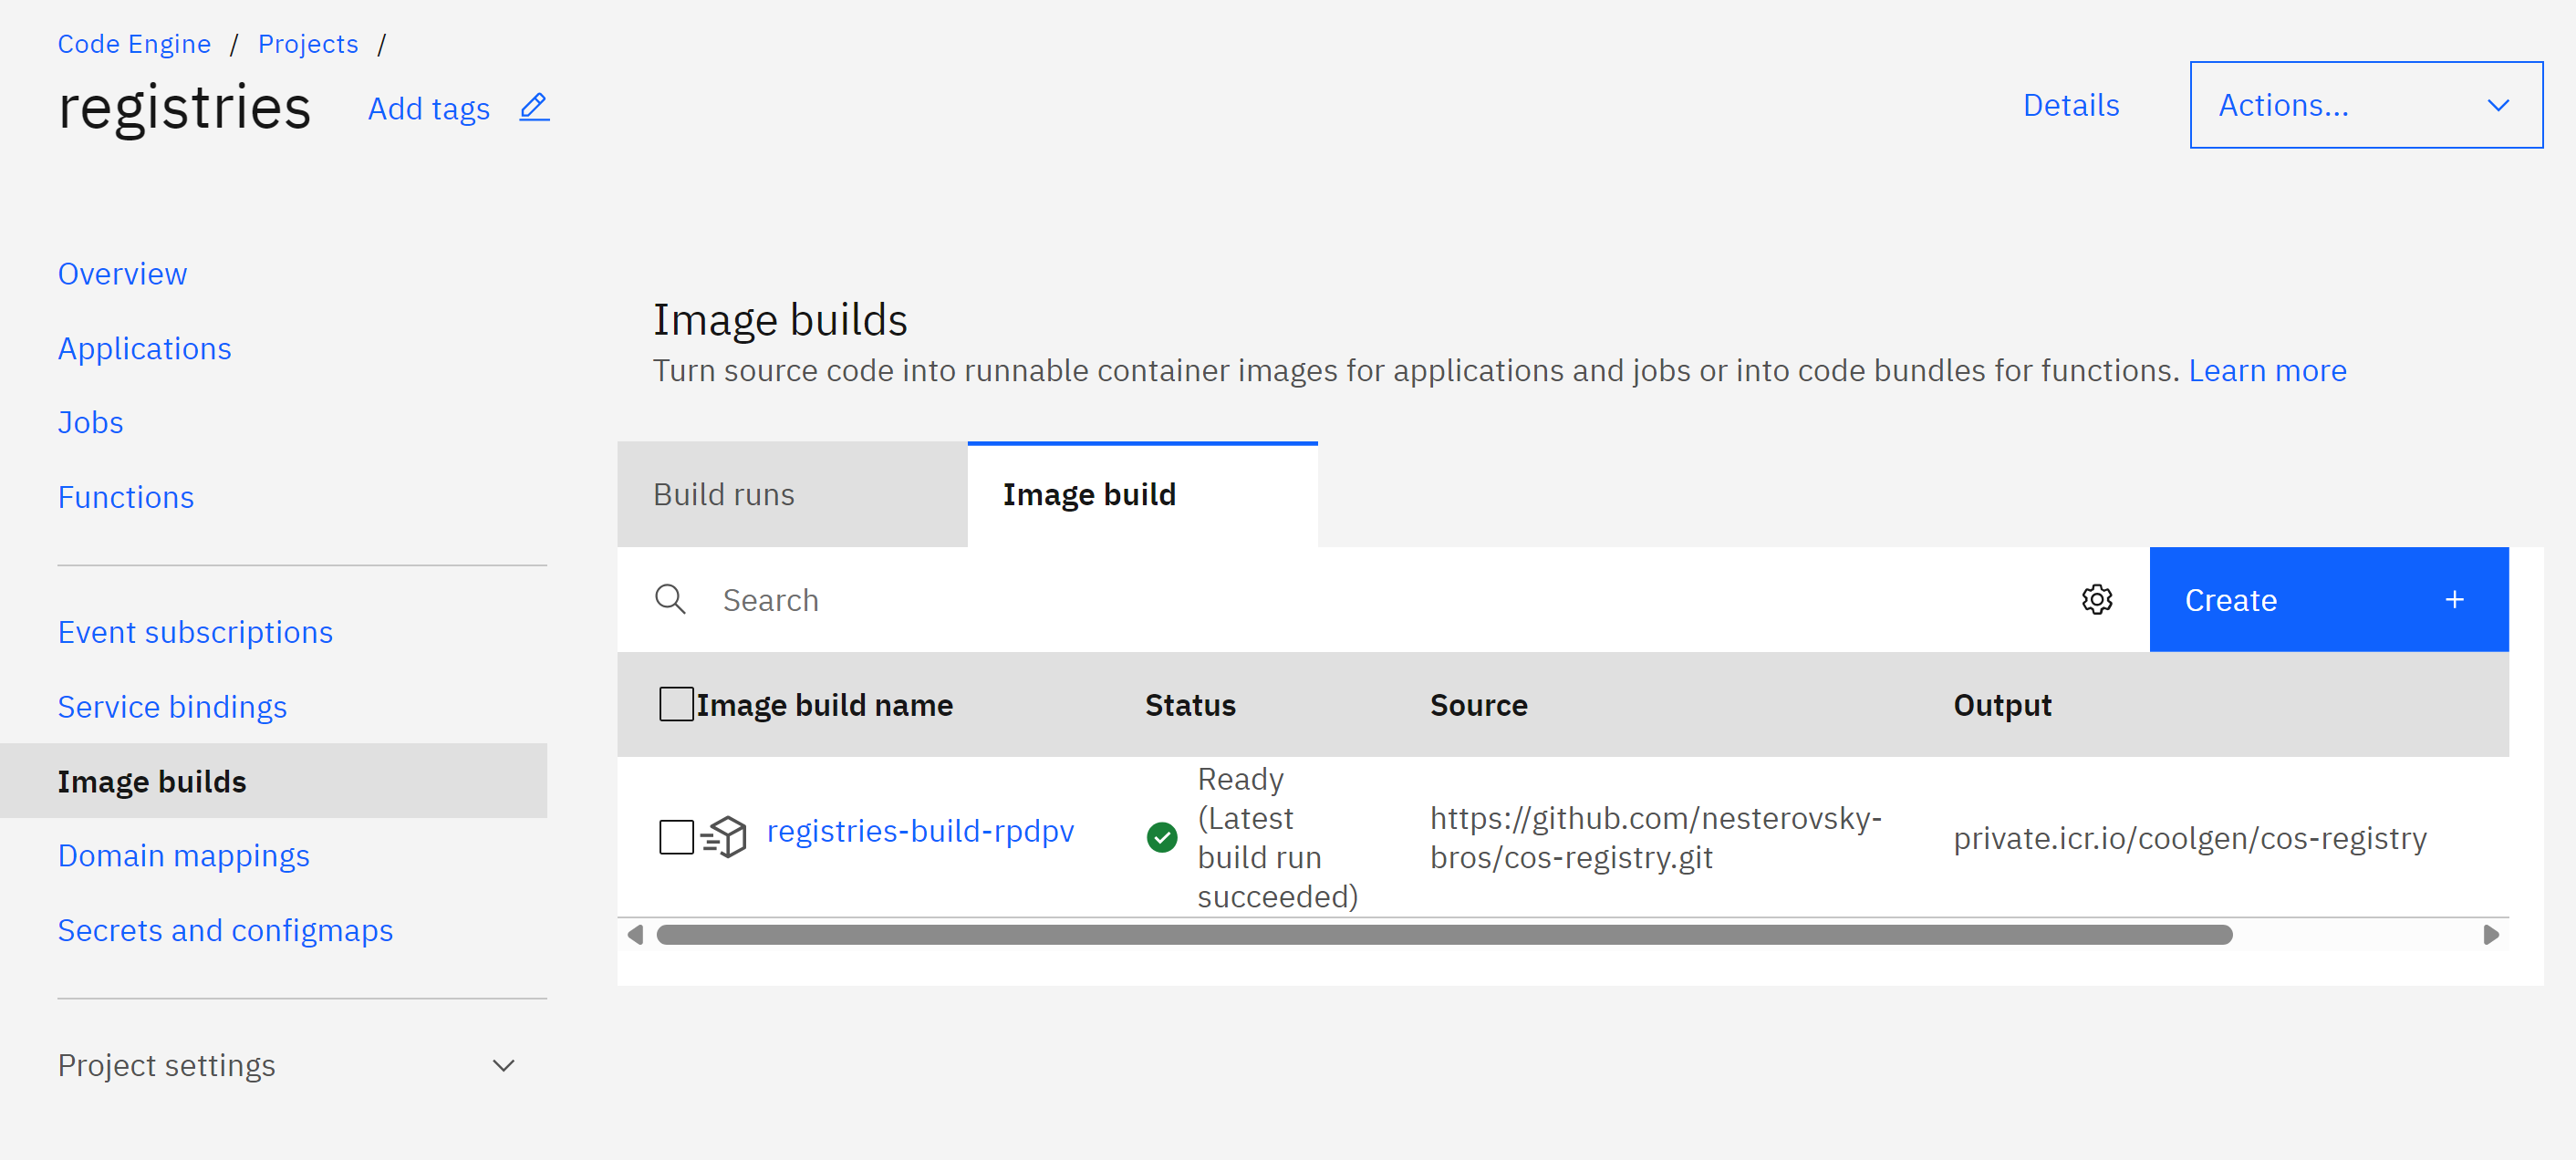 Code Engine / Projects /
registries Add tags
Details Actions...
Overview
Applications
Jobs
Functions
Event subscriptions
Service bindings
Image builds
Domain mappings
Secrets and configmaps
Project settings
Image builds
Turn source code into runnable container images for applications and jobs or into code bundles for functions. Learn more
Build runs Image build
Search Create +
Image build name Status Source Output
registries-build-rpdpv
Ready
(Latest
build run
succeeded)
https://github.com/nesterovsky-
bros/cos-registry.git
private.icr.io/coolgen/cos-registry